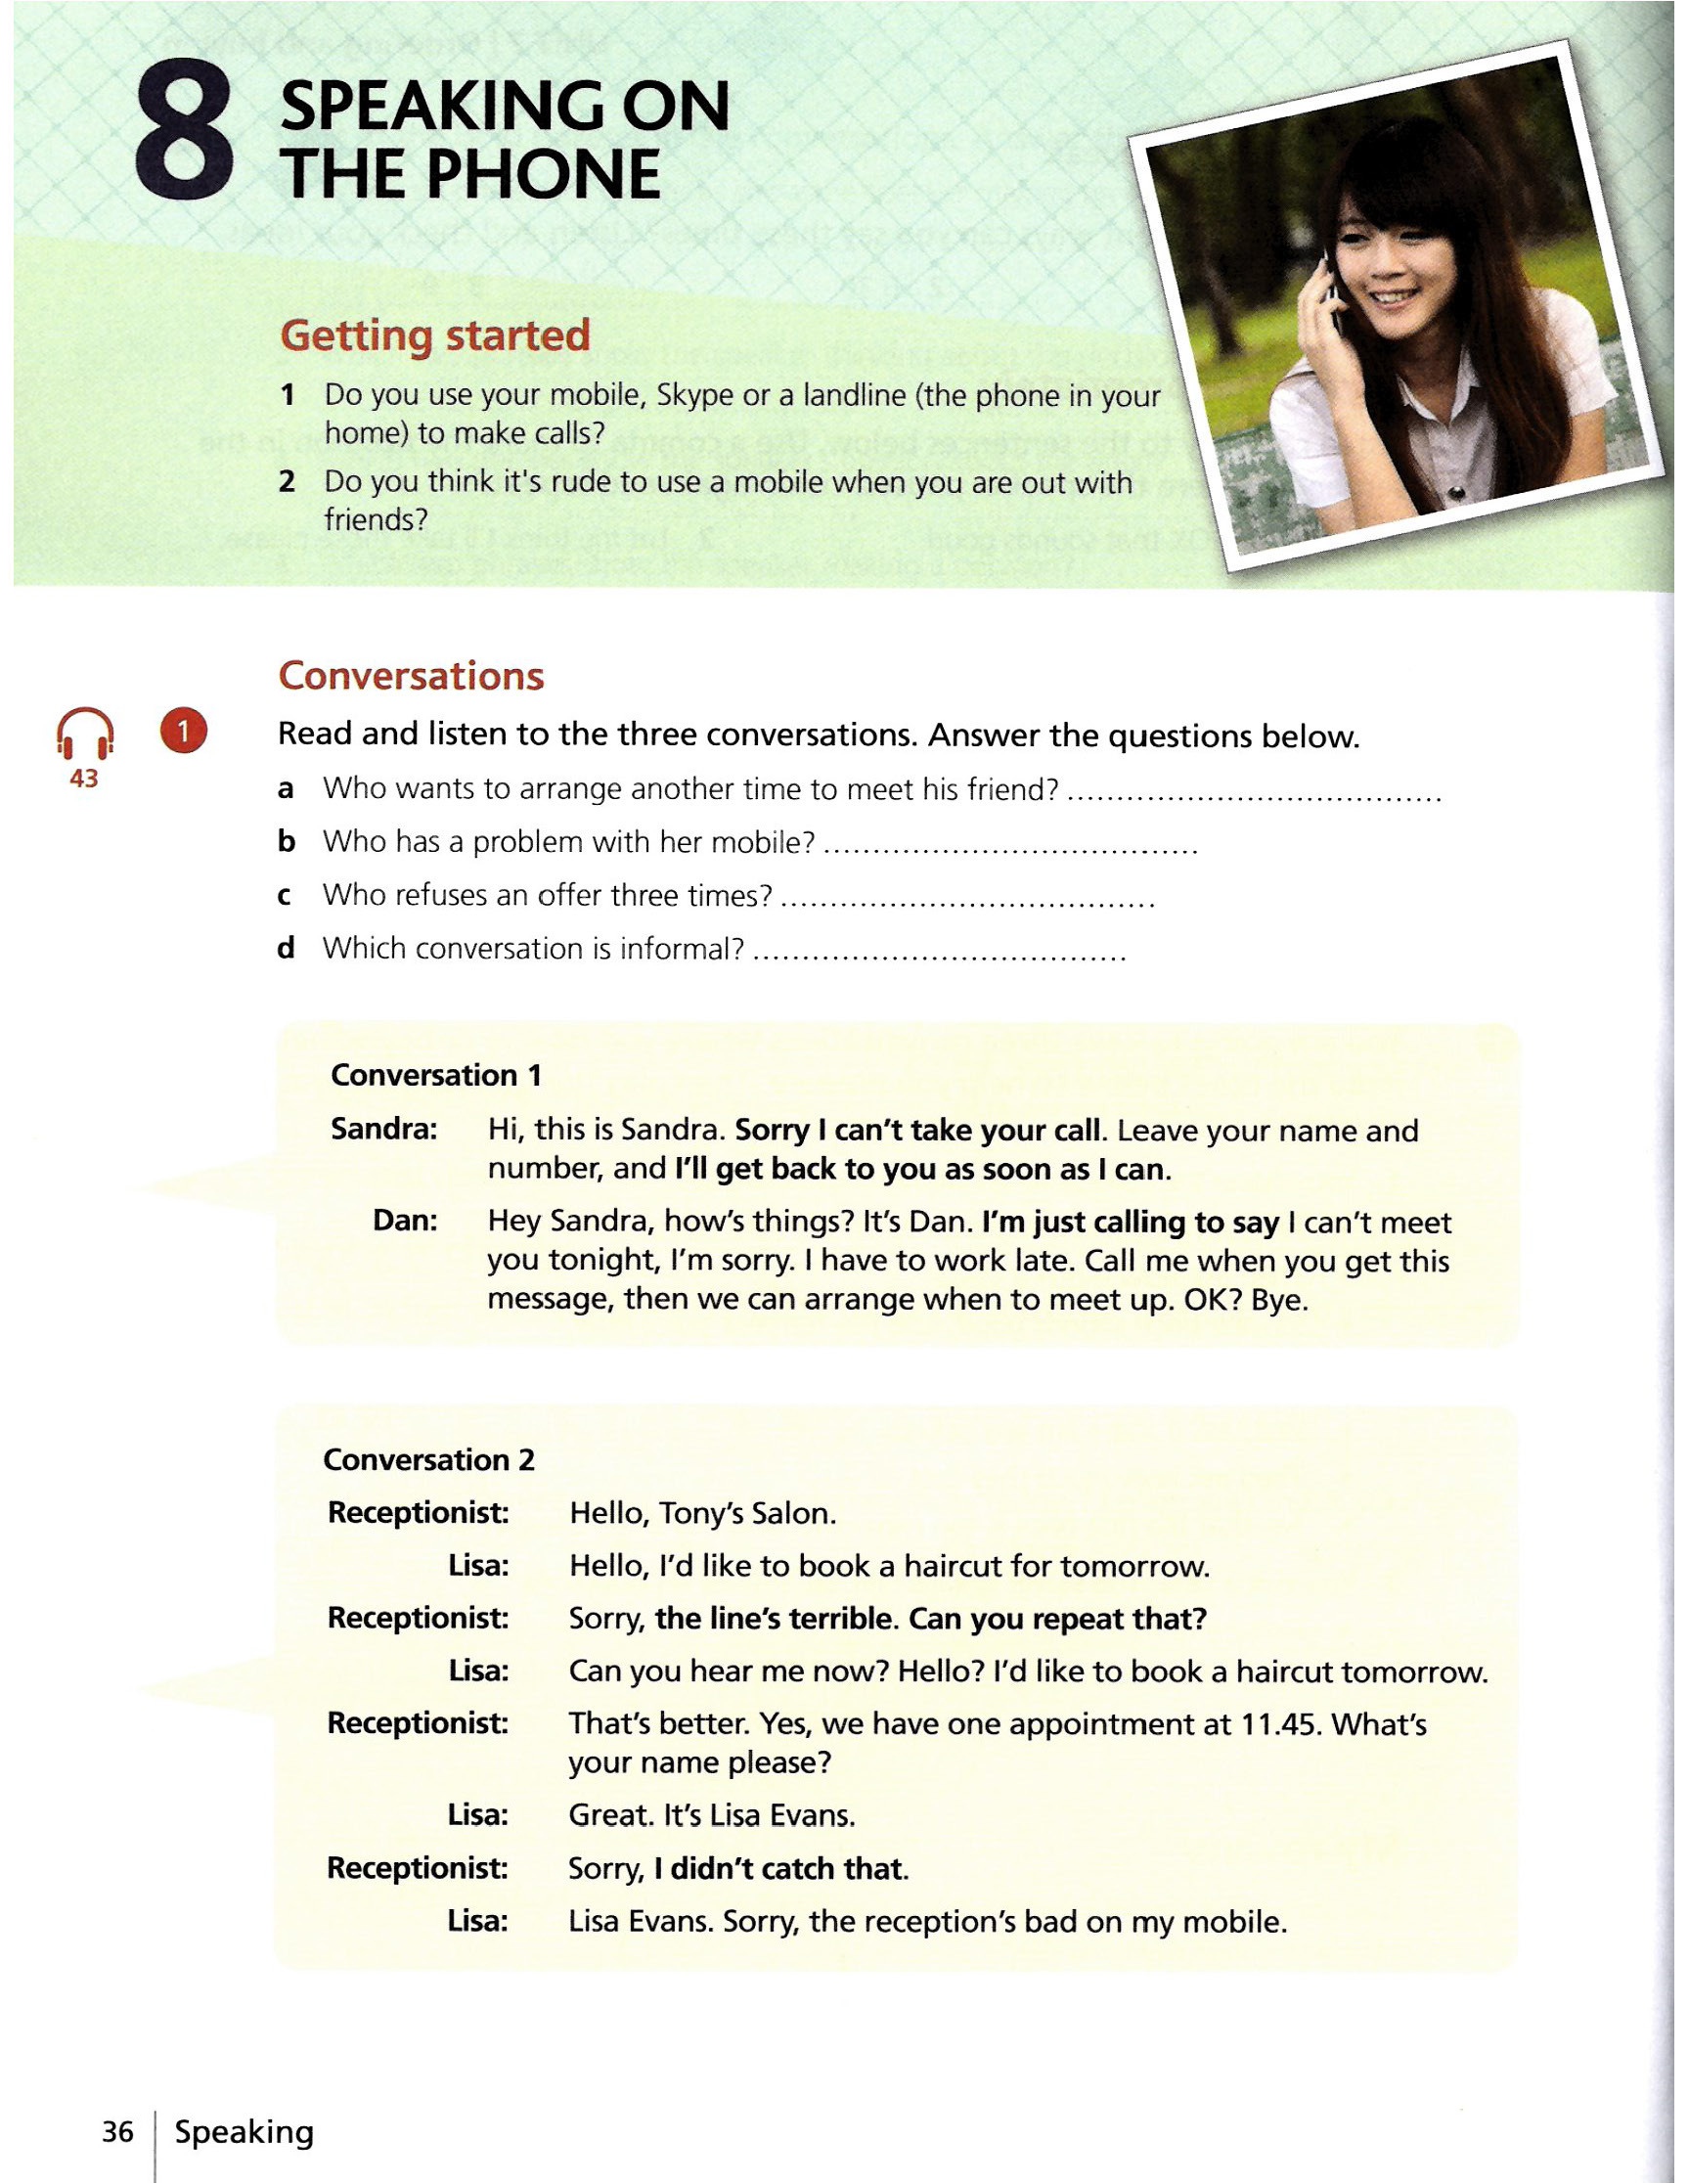 8
SPEAKING ON
THE PHONE
Getting started
1 Do you use your mobile, Skype or a landline (the phone in your
home) to make calls?
2 Do you think it's rude to use a mobile when you are out with
friends?
Conversations
43
1 Read and listen to the three conversations. Answer the questions below.
a Who wants to arrange another time to meet his friend? ......................................
b Who has a problem with her mobile? ......................................
c Who refuses an offer three times? ......................................
d Which conversation is informal? ......................................
Conversation 1
Sandra: Hi, this is Sandra. Sorry I can't take your call. Leave your name and
number, and I'll get back to you as soon as I can.
Dan: Hey Sandra, how's things? It's Dan. I'm just calling to say I can't meet
you tonight, I'm sorry. I have to work late. Call me when you get this
message, then we can arrange when to meet up. OK? Bye.
Conversation 2
Receptionist: Hello, Tony's Salon.
Lisa: Hello, I'd like to book a haircut for tomorrow.
Receptionist: Sorry, the line's terrible. Can you repeat that?
Lisa: Can you hear me now? Hello? I'd like to book a haircut tomorrow.
Receptionist: That's better. Yes, we have one appointment at 11.45. What's
your name please?
Lisa: Great. It's Lisa Evans.
Receptionist: Sorry, I didn't catch that.
Lisa: Lisa Evans. Sorry, the reception's bad on my mobile.
36 Speaking